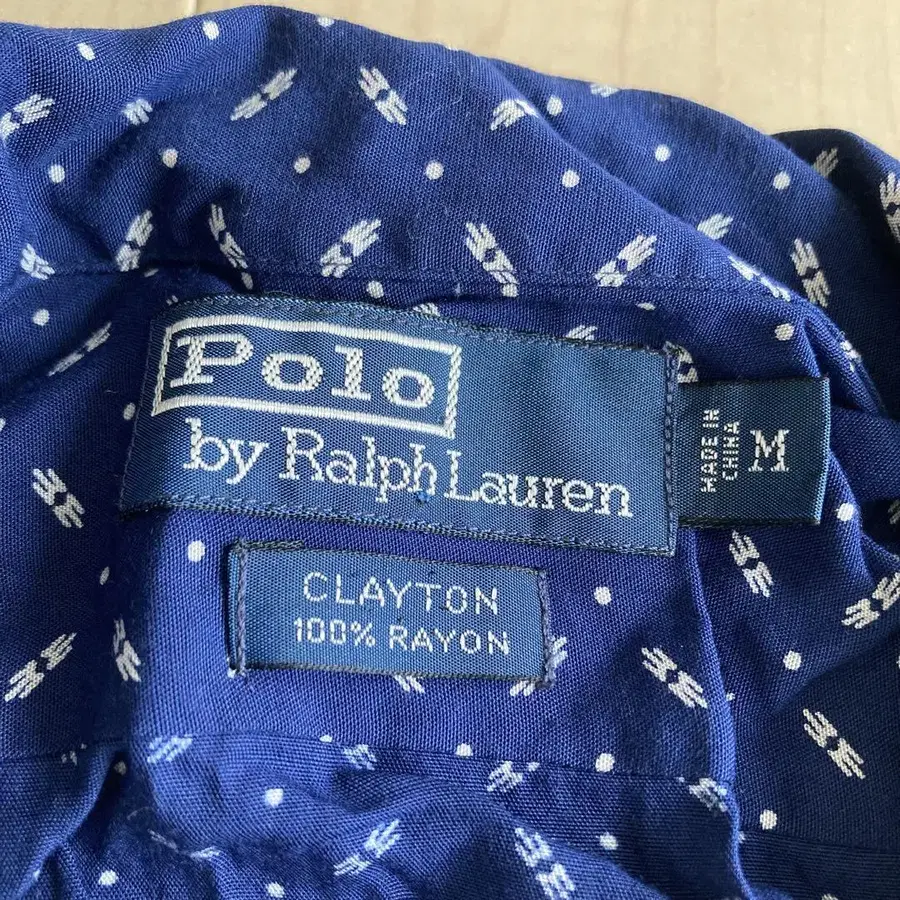 Polo
by Ralph Lauren
MADE IN
CHINA
M
CLAYTON
100% RAYON